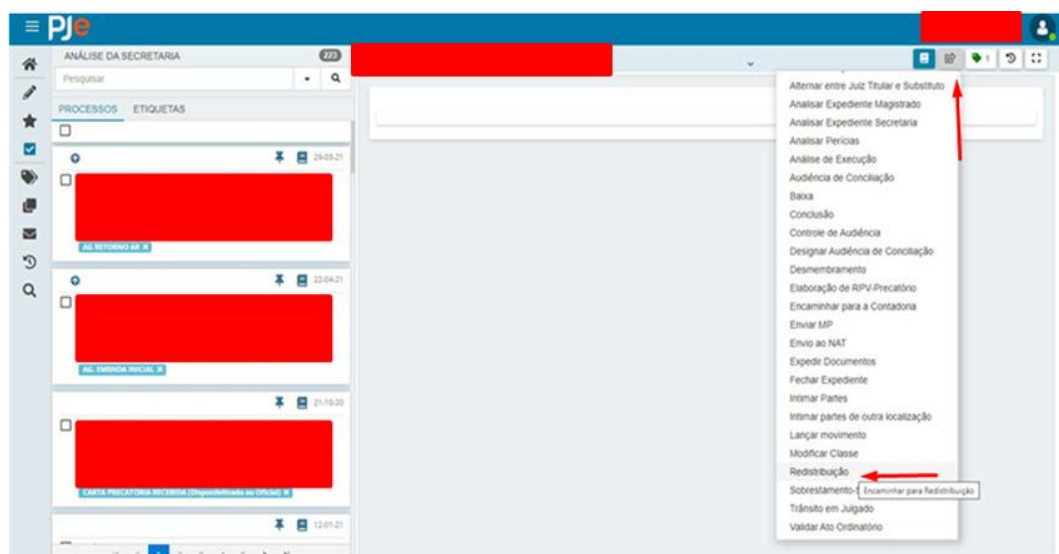 PJe
ANÁLISE DA SECRETARIA 223
Pesquisar
PROCESSOS ETIQUETAS
29-03-21
AG RETORNO AR
22-04-21
AG. EMENDA INICIAL
21-10-20
CARTA PRECATÓRIA RECEBIDA (Disponibilizada ao Oficial)
12-01-21
1
Alternar entre Juiz Titular e Substituto
Analisar Expediente Magistrado
Analisar Expediente Secretaria
Analisar Perícias
Análise de Execução
Audiência de Conciliação
Baixa
Conclusão
Controle de Audiência
Designar Audiência de Conciliação
Desmembramento
Elaboração de RPV-Precatório
Encaminhar para a Contadoria
Enviar MP
Envio ao NAT
Expedir Documentos
Fechar Expediente
Intimar Partes
Intimar partes de outra localização
Lançar movimento
Modificar Classe
Redistribuição
Sobrestamento-
Encaminhar para Redistribuição
Trânsito em Julgado
Validar Ato Ordinatório